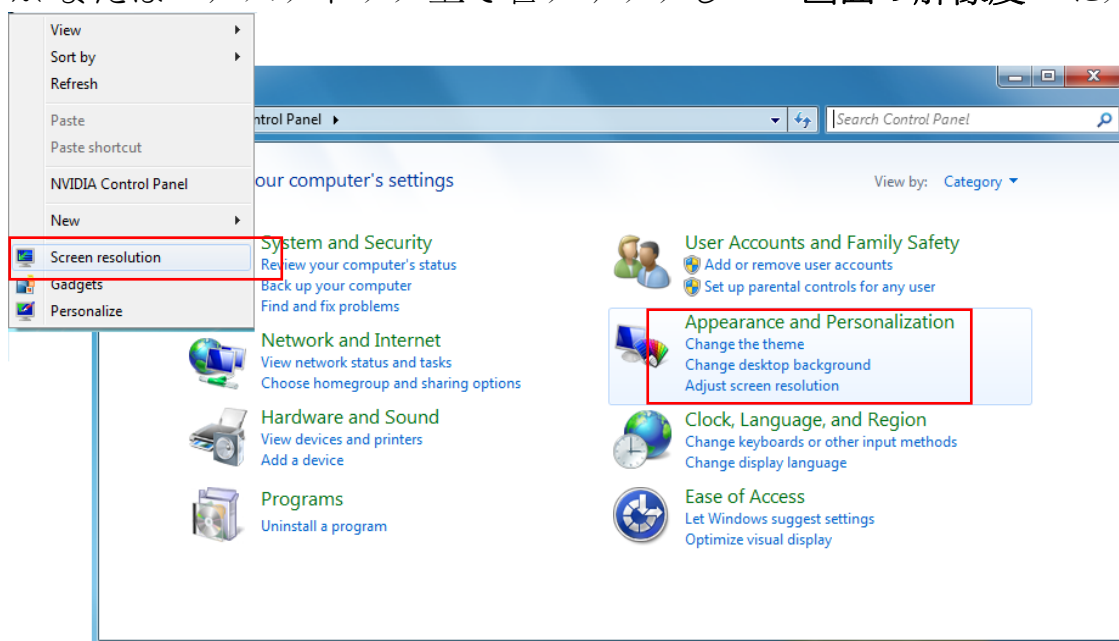 画面の解像度
View
Sort by
Refresh
Paste
Paste shortcut
NVIDIA Control Panel
New
Screen resolution
Gadgets
Personalize
ntrol Panel
Search Control Panel
our computer's settings
View by: Category
System and Security
Review your computer's status
Back up your computer
Find and fix problems
Network and Internet
View network status and tasks
Choose homegroup and sharing options
Hardware and Sound
View devices and printers
Add a device
Programs
Uninstall a program
User Accounts and Family Safety
Add or remove user accounts
Set up parental controls for any user
Appearance and Personalization
Change the theme
Change desktop background
Adjust screen resolution
Clock, Language, and Region
Change keyboards or other input methods
Change display language
Ease of Access
Let Windows suggest settings
Optimize visual display